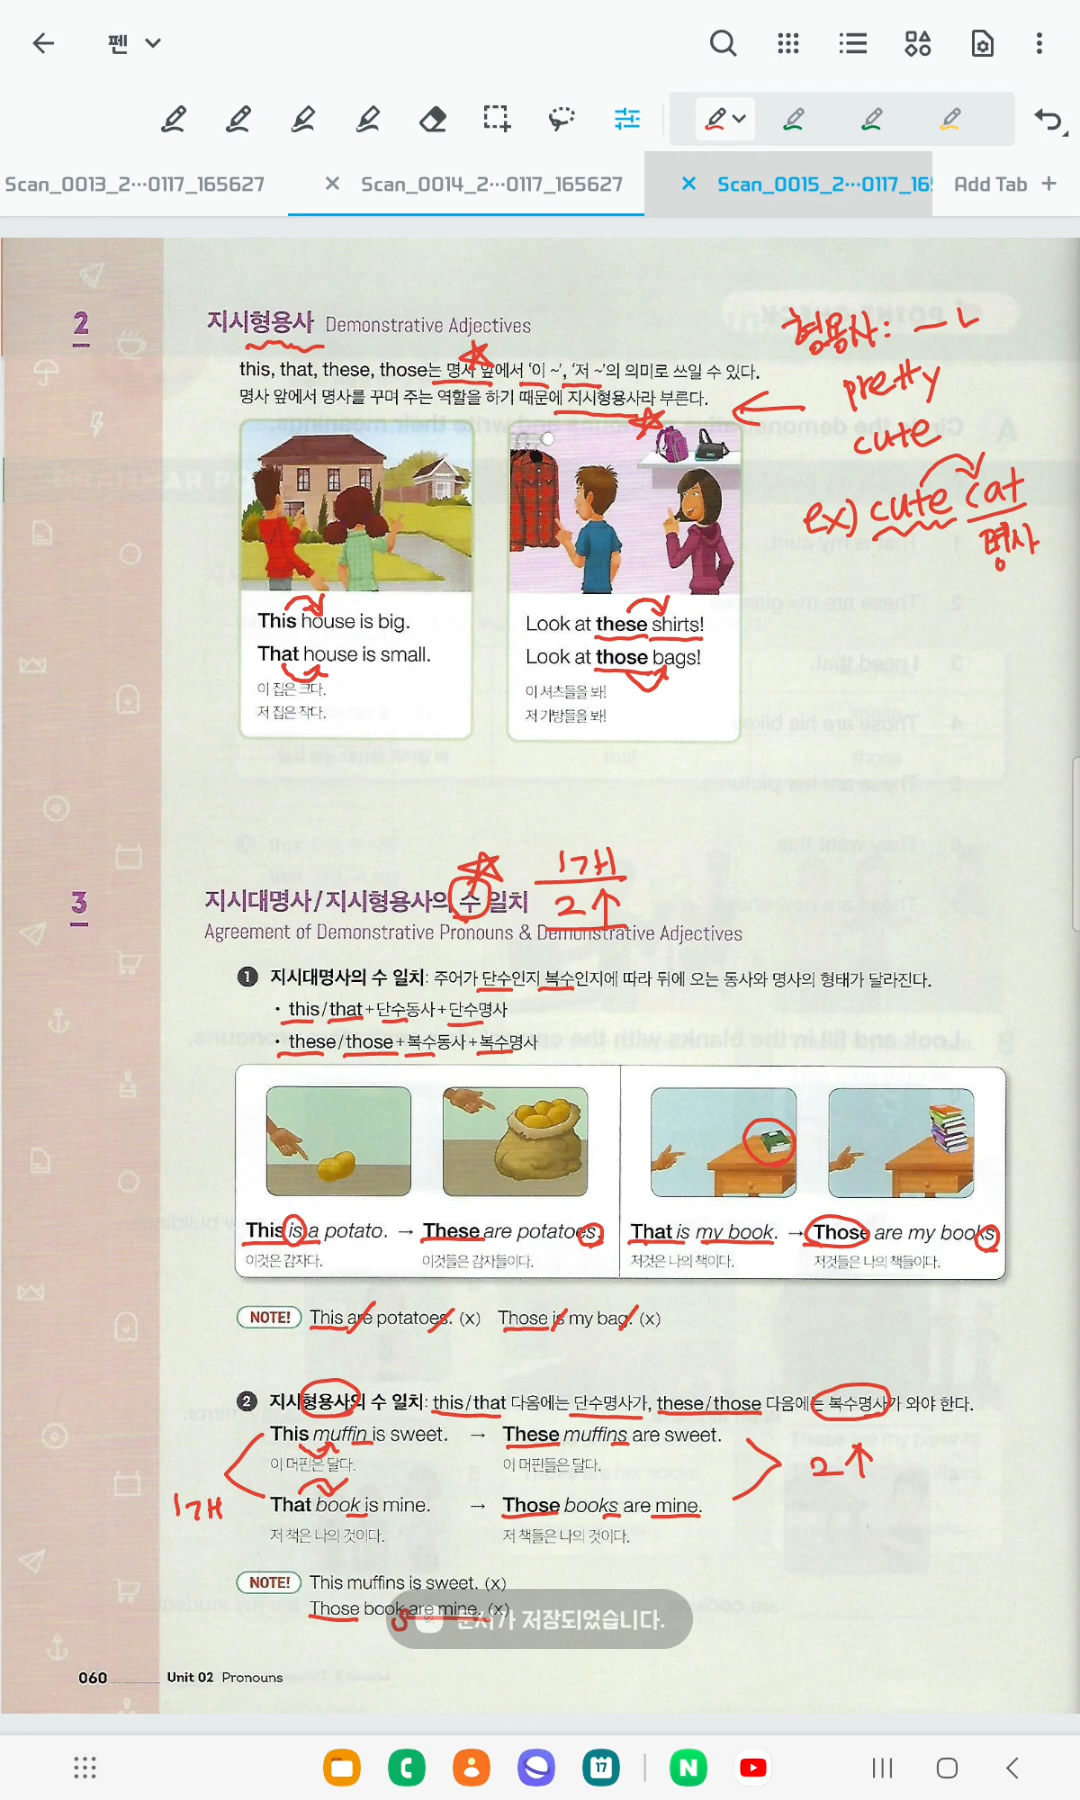 펜
Scan_0013_2…0117_165627
Scan_0014_2…0117_165627
Scan_0015_2…0117_16
Add Tab +
2
지시형용사 Demonstrative Adjectives
형용사: ㅡㄴ
this, that, these, those는 명사 앞에서 '이 ~', '저 ~'의 의미로 쓰일 수 있다.
명사 앞에서 명사를 꾸며 주는 역할을 하기 때문에 지시형용사라 부른다.
pretty
cute
ex) cute cat
명사
This house is big.
That house is small.
이 집은 크다.
저 집은 작다.
Look at these shirts!
Look at those bags!
이 셔츠들을 봐!
저 가방들을 봐!
3
지시대명사/지시형용사의 수 일치
1개
2↑
Agreement of Demonstrative Pronouns & Demonstrative Adjectives
1 지시대명사의 수 일치: 주어가 단수인지 복수인지에 따라 뒤에 오는 동사와 명사의 형태가 달라진다.
· this/that+단수동사+단수명사
· these/those+복수동사+복수명사
This is a potato. → These are potatoes.
이것은 감자다. 이것들은 감자들이다.
That is my book. → Those are my books
저것은 나의 책이다. 저것들은 나의 책들이다.
NOTE! This are potatoes. (x) Those is my bag. (x)
2 지시형용사의 수 일치: this/that 다음에는 단수명사가, these/those 다음에는 복수명사가 와야 한다.
This muffin is sweet. → These muffins are sweet.
이 머핀은 달다. 이 머핀들은 달다.
2↑
1개
That book is mine. → Those books are mine.
저 책은 나의 것이다. 저 책들은 나의 것이다.
NOTE! This muffins is sweet. (x)
Those book are mine. (x)
s
문서가 저장되었습니다.
060 Unit 02 Pronouns
17
N